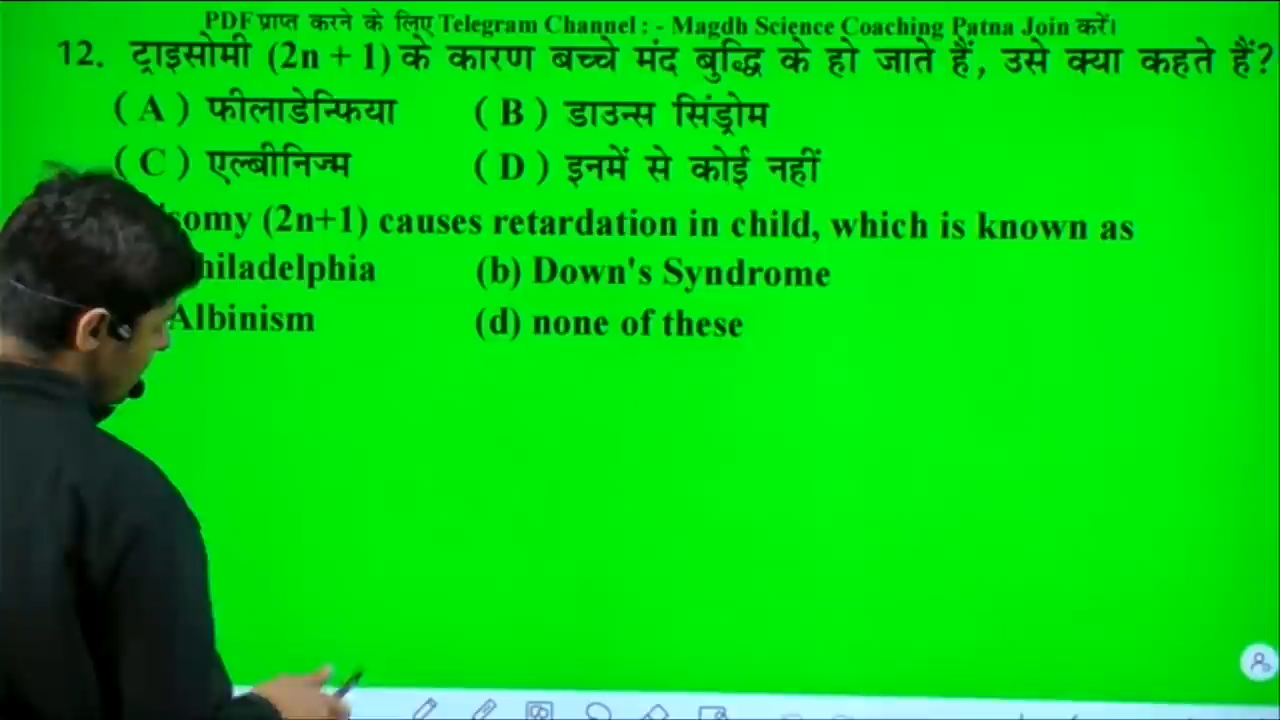 PDF प्राप्त करने के लिए Telegram Channel : - Magdh Science Coaching Patna Join करें।
12. ट्राइसोमी (2n + 1) के कारण बच्चे मंद बुद्धि के हो जाते हैं, उसे क्या कहते हैं?
( A ) फीलाडेन्फिया ( B ) डाउन्स सिंड्रोम
( C ) एल्बीनिज्म ( D ) इनमें से कोई नहीं
somy (2n+1) causes retardation in child, which is known as
hiladelphia (b) Down's Syndrome
Albinism (d) none of these